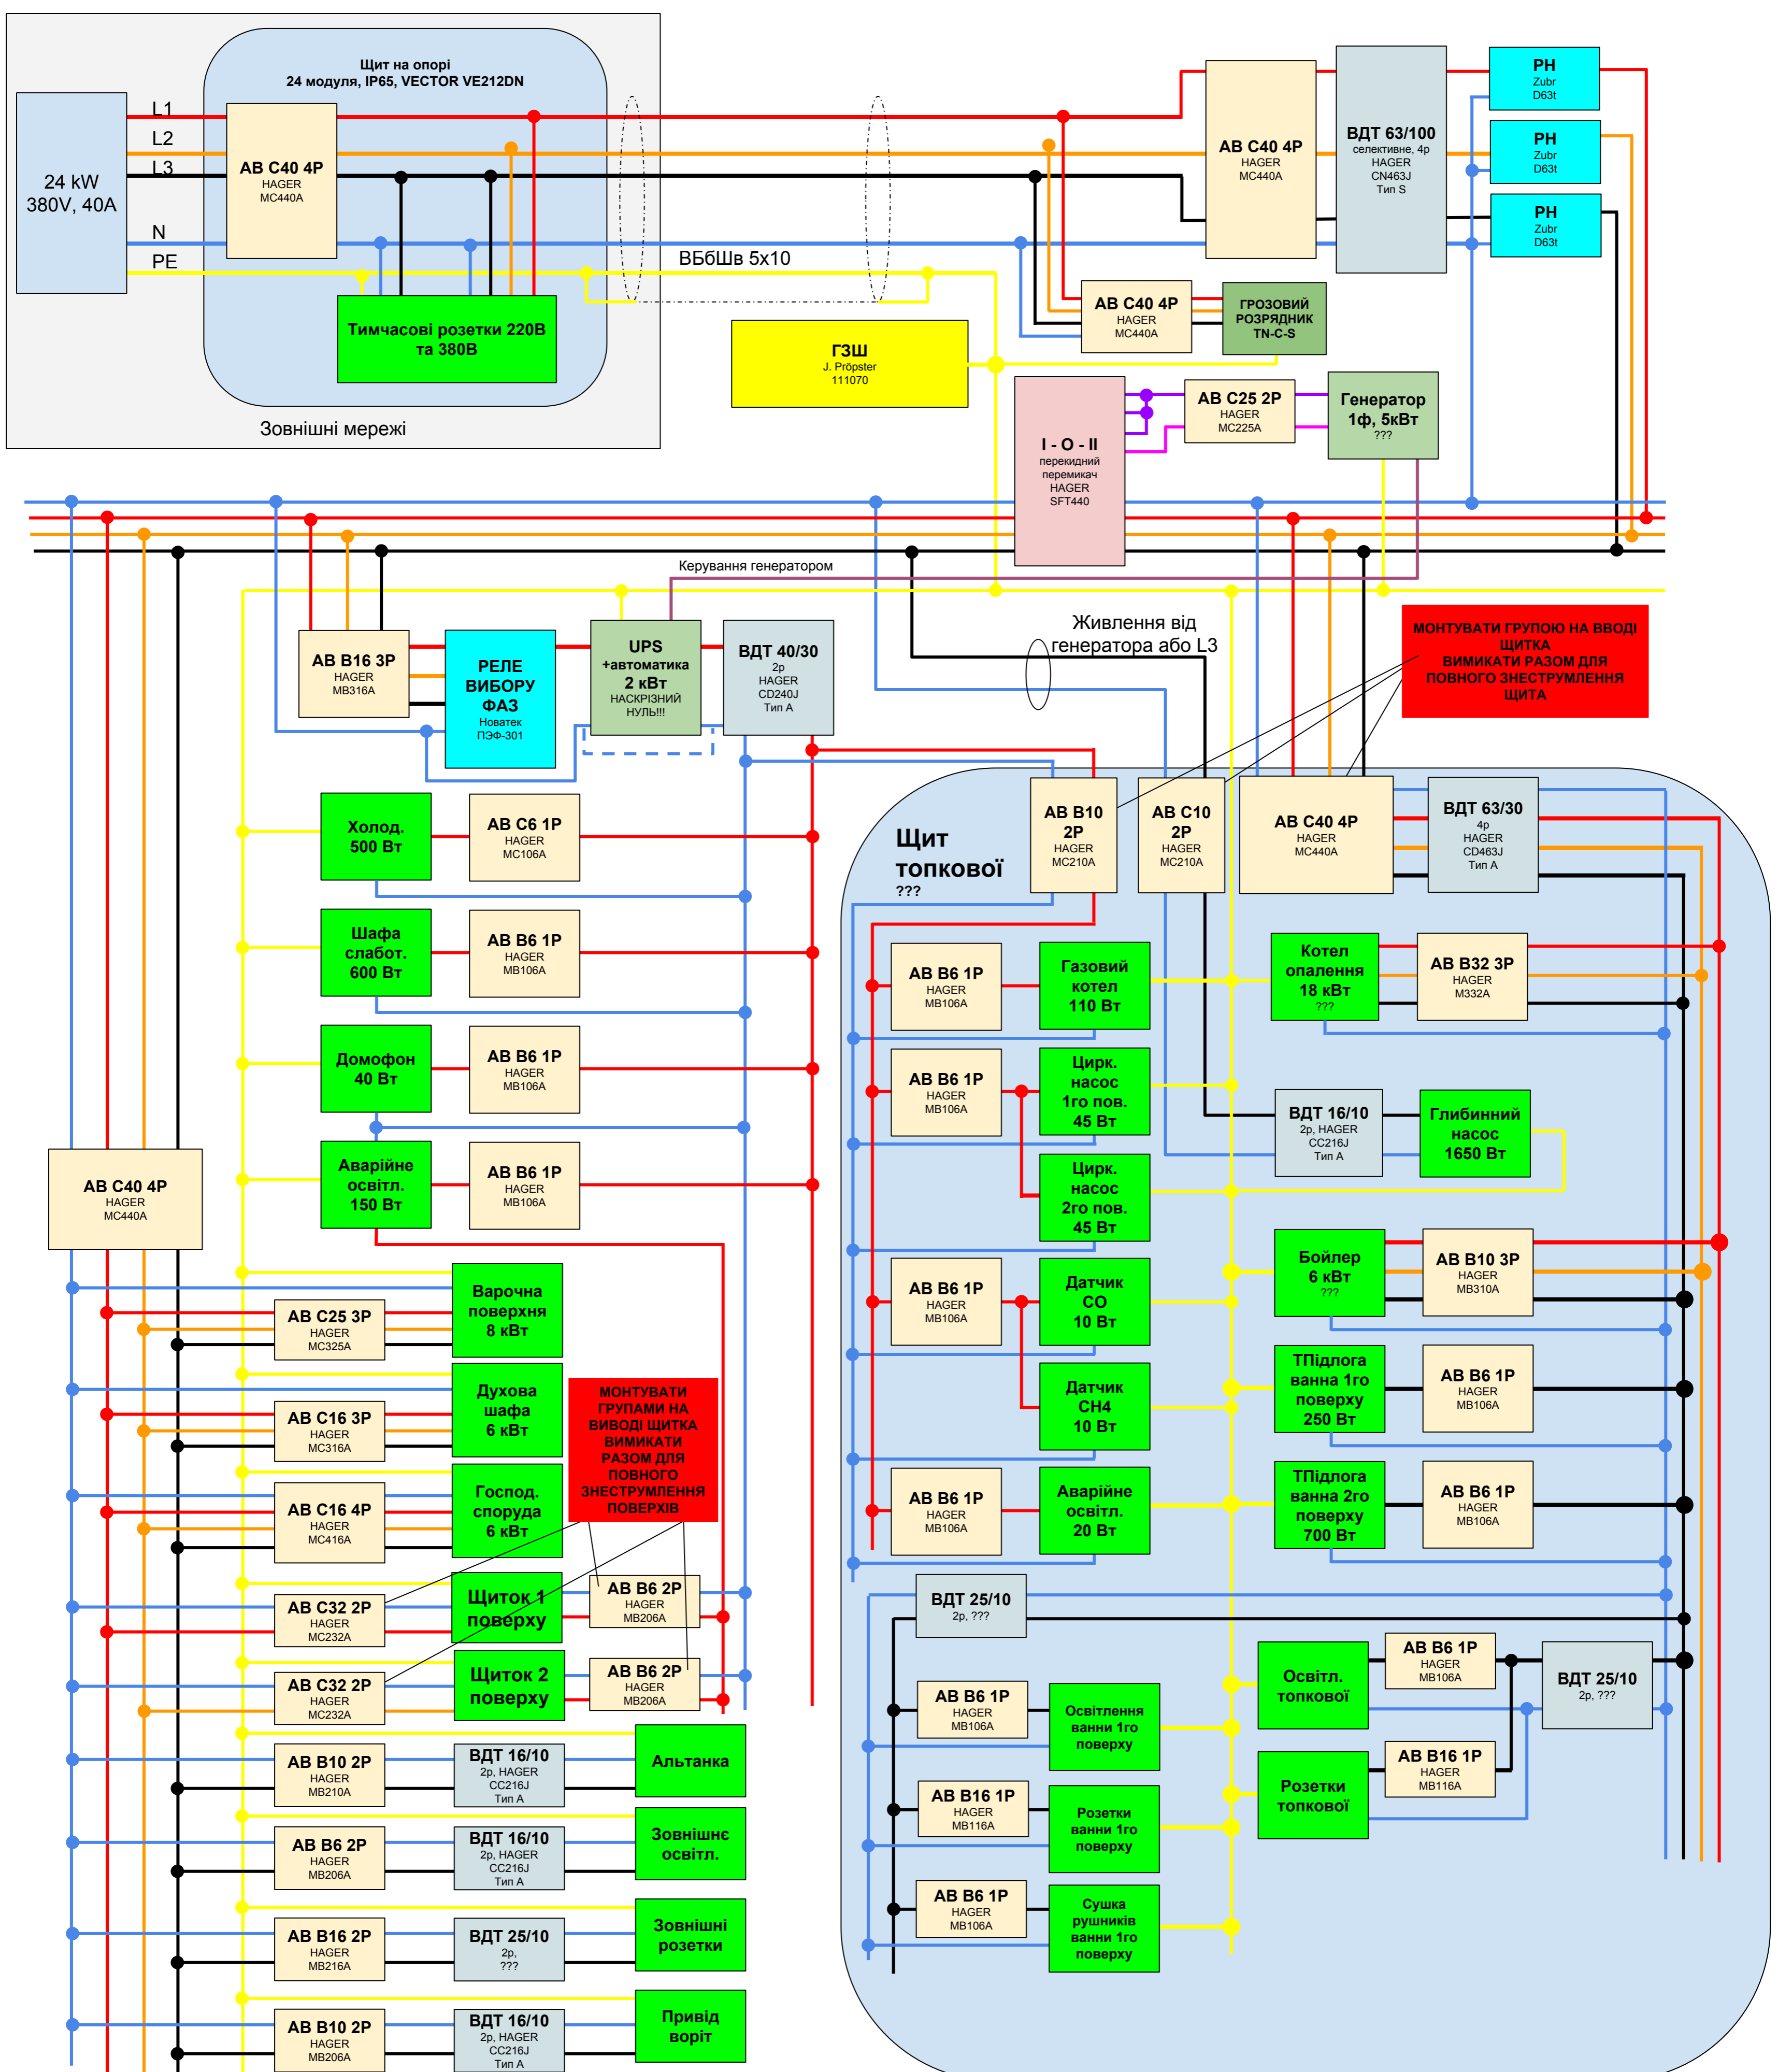 Щит на опорі
24 модуля, IP65, VECTOR VE212DN
24 kW
380V, 40A
L1
L2
L3
N
PE
АВ С40 4Р
HAGER
MC440A
Тимчасові розетки 220В
та 380В
Зовнішні мережі
ВБбШв 5х10
ГЗШ
J. Pröpster
111070
АВ С40 4Р
HAGER
MC440A
ВДТ 63/100
селективне, 4р
HAGER
CN463J
Тип S
РН
Zubr
D63t
РН
Zubr
D63t
РН
Zubr
D63t
АВ С40 4Р
HAGER
MC440A
ГРОЗОВИЙ
РОЗРЯДНИК
TN-C-S
I - O - II
перекидний
перемикач
HAGER
SFT440
АВ С25 2Р
HAGER
MC225A
Генератор
1ф, 5кВт
???
Керування генератором
Живлення від
генератора або L3
МОНТУВАТИ ГРУПОЮ НА ВВОДІ
ЩИТКА
ВИМИКАТИ РАЗОМ ДЛЯ
ПОВНОГО ЗНЕСТРУМЛЕННЯ
ЩИТА
АВ В16 3Р
HAGER
MB316A
РЕЛЕ
ВИБОРУ
ФАЗ
Новатек
ПЭФ-301
UPS
+автоматика
2 кВт
НАСКРІЗНИЙ
НУЛЬ!!!
ВДТ 40/30
2р
HAGER
CD240J
Тип А
Холод.
500 Вт
АВ С6 1Р
HAGER
MC106A
Шафа
слабот.
600 Вт
АВ В6 1Р
HAGER
MB106A
Домофон
40 Вт
АВ В6 1Р
HAGER
MB106A
Аварійне
освітл.
150 Вт
АВ В6 1Р
HAGER
MB106A
АВ С40 4Р
HAGER
MC440A
АВ С25 3Р
HAGER
MC325A
Варочна
поверхня
8 кВт
АВ С16 3Р
HAGER
MC316A
Духова
шафа
6 кВт
МОНТУВАТИ
ГРУПАМИ НА
ВИВОДІ ЩИТКА
ВИМИКАТИ
РАЗОМ ДЛЯ
ПОВНОГО
ЗНЕСТРУМЛЕННЯ
ПОВЕРХІВ
АВ С16 4Р
HAGER
MC416A
Господ.
споруда
6 кВт
АВ С32 2Р
HAGER
MC232A
Щиток 1
поверху
АВ В6 2Р
HAGER
MB206A
АВ С32 2Р
HAGER
MC232A
Щиток 2
поверху
АВ В6 2Р
HAGER
MB206A
АВ В10 2Р
HAGER
MB210A
ВДТ 16/10
2р, HAGER
CC216J
Тип А
Альтанка
АВ В6 2Р
HAGER
MB206A
ВДТ 16/10
2р, HAGER
CC216J
Тип А
Зовнішнє
освітл.
АВ В16 2Р
HAGER
MB216A
ВДТ 25/10
2р,
???
Зовнішні
розетки
АВ В10 2Р
HAGER
MB206A
ВДТ 16/10
2р, HAGER
CC216J
Тип А
Привід
воріт
Щит
топкової
???
АВ В10
2Р
HAGER
MC210A
АВ С10
2Р
HAGER
MC210A
АВ С40 4Р
HAGER
MC440A
ВДТ 63/30
4р
HAGER
CD463J
Тип А
АВ В6 1Р
HAGER
MB106A
Газовий
котел
110 Вт
Котел
опалення
18 кВт
???
АВ В32 3Р
HAGER
M332A
АВ В6 1Р
HAGER
MB106A
Цирк.
насос
1го пов.
45 Вт
ВДТ 16/10
2р, HAGER
CC216J
Тип А
Глибинний
насос
1650 Вт
Цирк.
насос
2го пов.
45 Вт
АВ В6 1Р
HAGER
MB106A
Датчик
СО
10 Вт
Бойлер
6 кВт
???
АВ В10 3Р
HAGER
MB310A
Датчик
СН4
10 Вт
ТПідлога
ванна 1го
поверху
250 Вт
АВ В6 1Р
HAGER
MB106A
АВ В6 1Р
HAGER
MB106A
Аварійне
освітл.
20 Вт
ТПідлога
ванна 2го
поверху
700 Вт
АВ В6 1Р
HAGER
MB106A
ВДТ 25/10
2р, ???
АВ В6 1Р
HAGER
MB106A
Освітлення
ванни 1го
поверху
Освітл.
топкової
АВ В6 1Р
HAGER
MB106A
ВДТ 25/10
2р, ???
АВ В16 1Р
HAGER
MB116A
Розетки
ванни 1го
поверху
Розетки
топкової
АВ В16 1Р
HAGER
MB116A
АВ В6 1Р
HAGER
MB106A
Сушка
рушників
ванни 1го
поверху